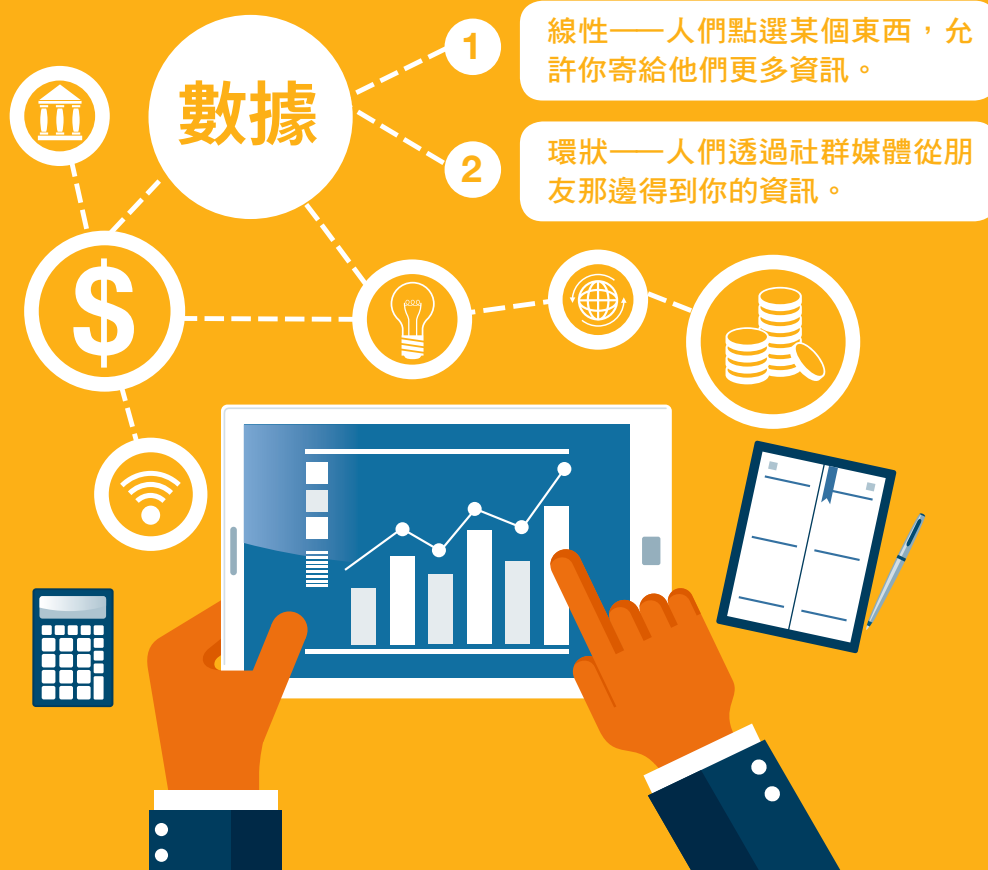 數據
1
線性——人們點選某個東西，允
許你寄給他們更多資訊。
2
環狀——人們透過社群媒體從朋
友那邊得到你的資訊。
$